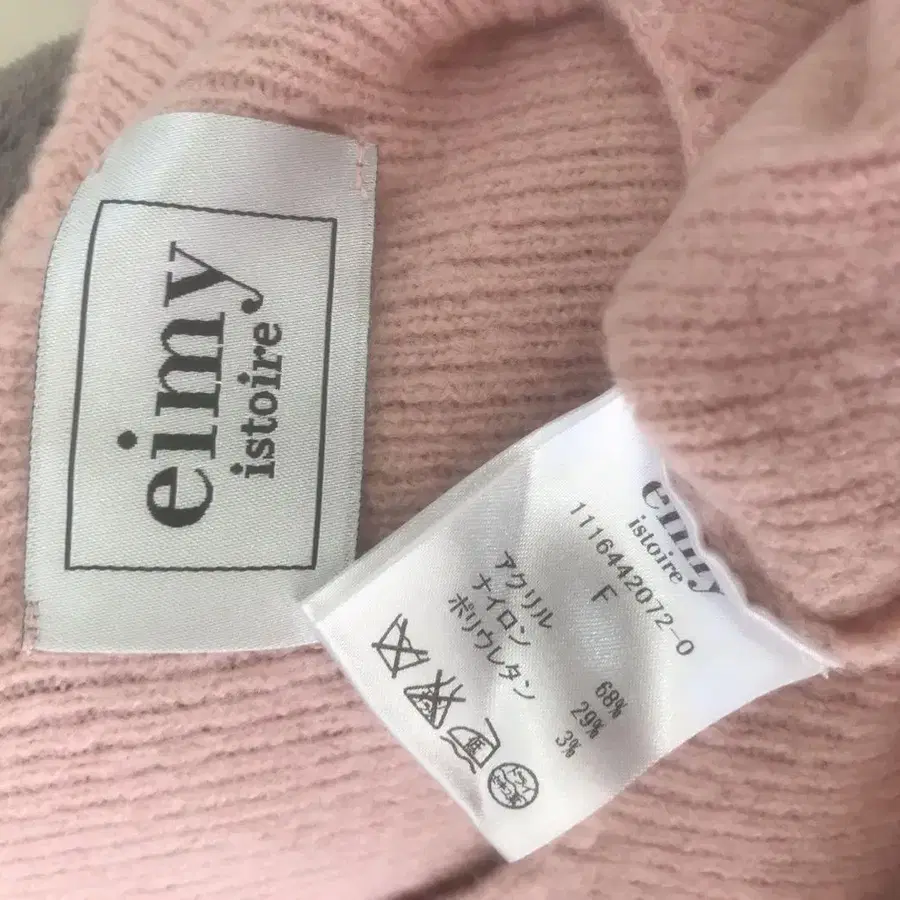 eimy
istoire
eimy
istoire
1116442072-0
F
アクリル 68%
ナイロン 29%
ポリウレタン 3%